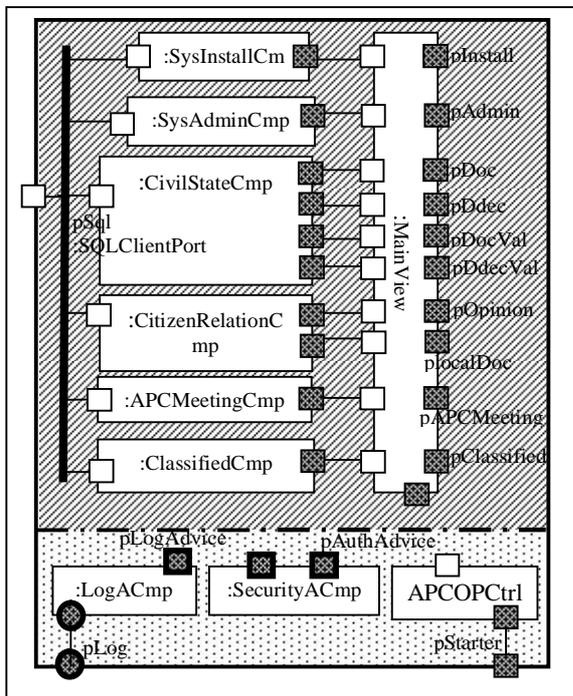 :SysInstallCm
pInstall
:SysAdminCmp
pAdmin
:CivilStateCmp
pDoc
pDdec
pSql
:SQLClientPort
:MainView
pDocVal
pDdecVal
:CitizenRelationC
mp
pOpinion
plocalDoc
:APCMeetingCmp
pAPCMeeting
:ClassifiedCmp
pClassified
pLogAdvice
pAuthAdvice
:LogACmp
:SecurityACmp
APCOPCtrl
pLog
pStarter